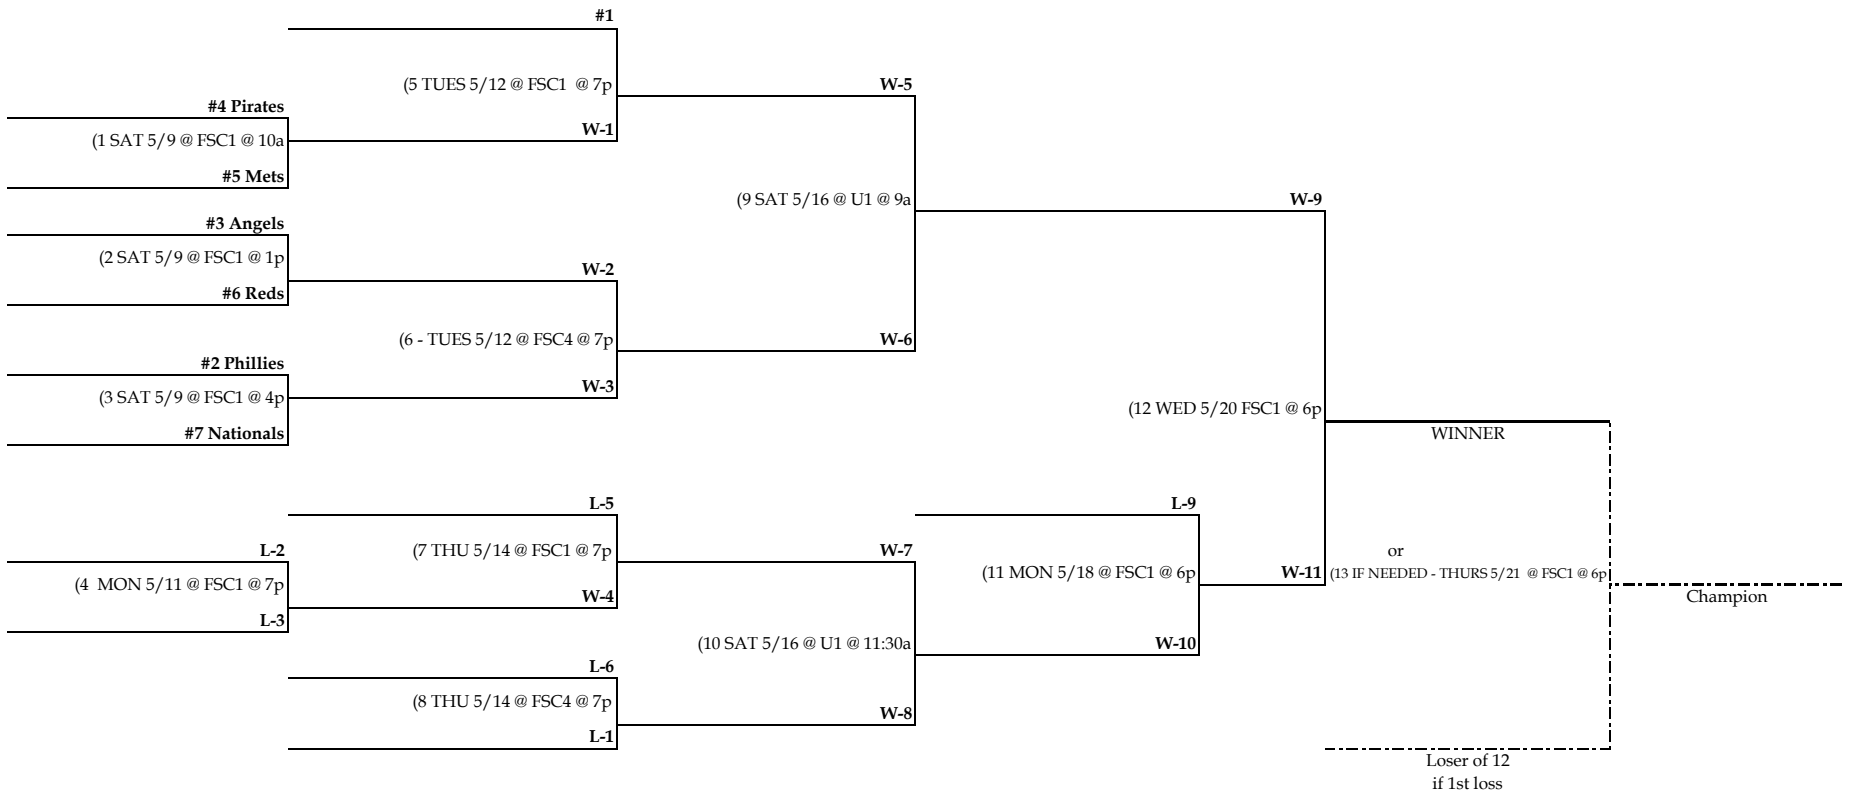 #1
(5 TUES 5/12 @ FSC1  @ 7p
W-5
#4 Pirates
(1 SAT 5/9 @ FSC1 @ 10a
W-1
#5 Mets
(9 SAT 5/16 @ U1 @ 9a
W-9
#3 Angels
(2 SAT 5/9 @ FSC1 @ 1p
W-2
#6 Reds
(6 - TUES 5/12 @ FSC4 @ 7p
W-6
#2 Phillies
W-3
(3 SAT 5/9 @ FSC1 @ 4p
(12 WED 5/20 FSC1 @ 6p
#7 Nationals
WINNER
L-5
L-9
L-2
(7 THU 5/14 @ FSC1 @ 7p
W-7
or
(4  MON 5/11 @ FSC1 @ 7p
(11 MON 5/18 @ FSC1 @ 6p
W-11
(13 IF NEEDED - THURS 5/21  @ FSC1 @ 6p
W-4
Champion
L-3
(10 SAT 5/16 @ U1 @ 11:30a
W-10
L-6
(8 THU 5/14 @ FSC4 @ 7p
W-8
L-1
Loser of 12
if 1st loss